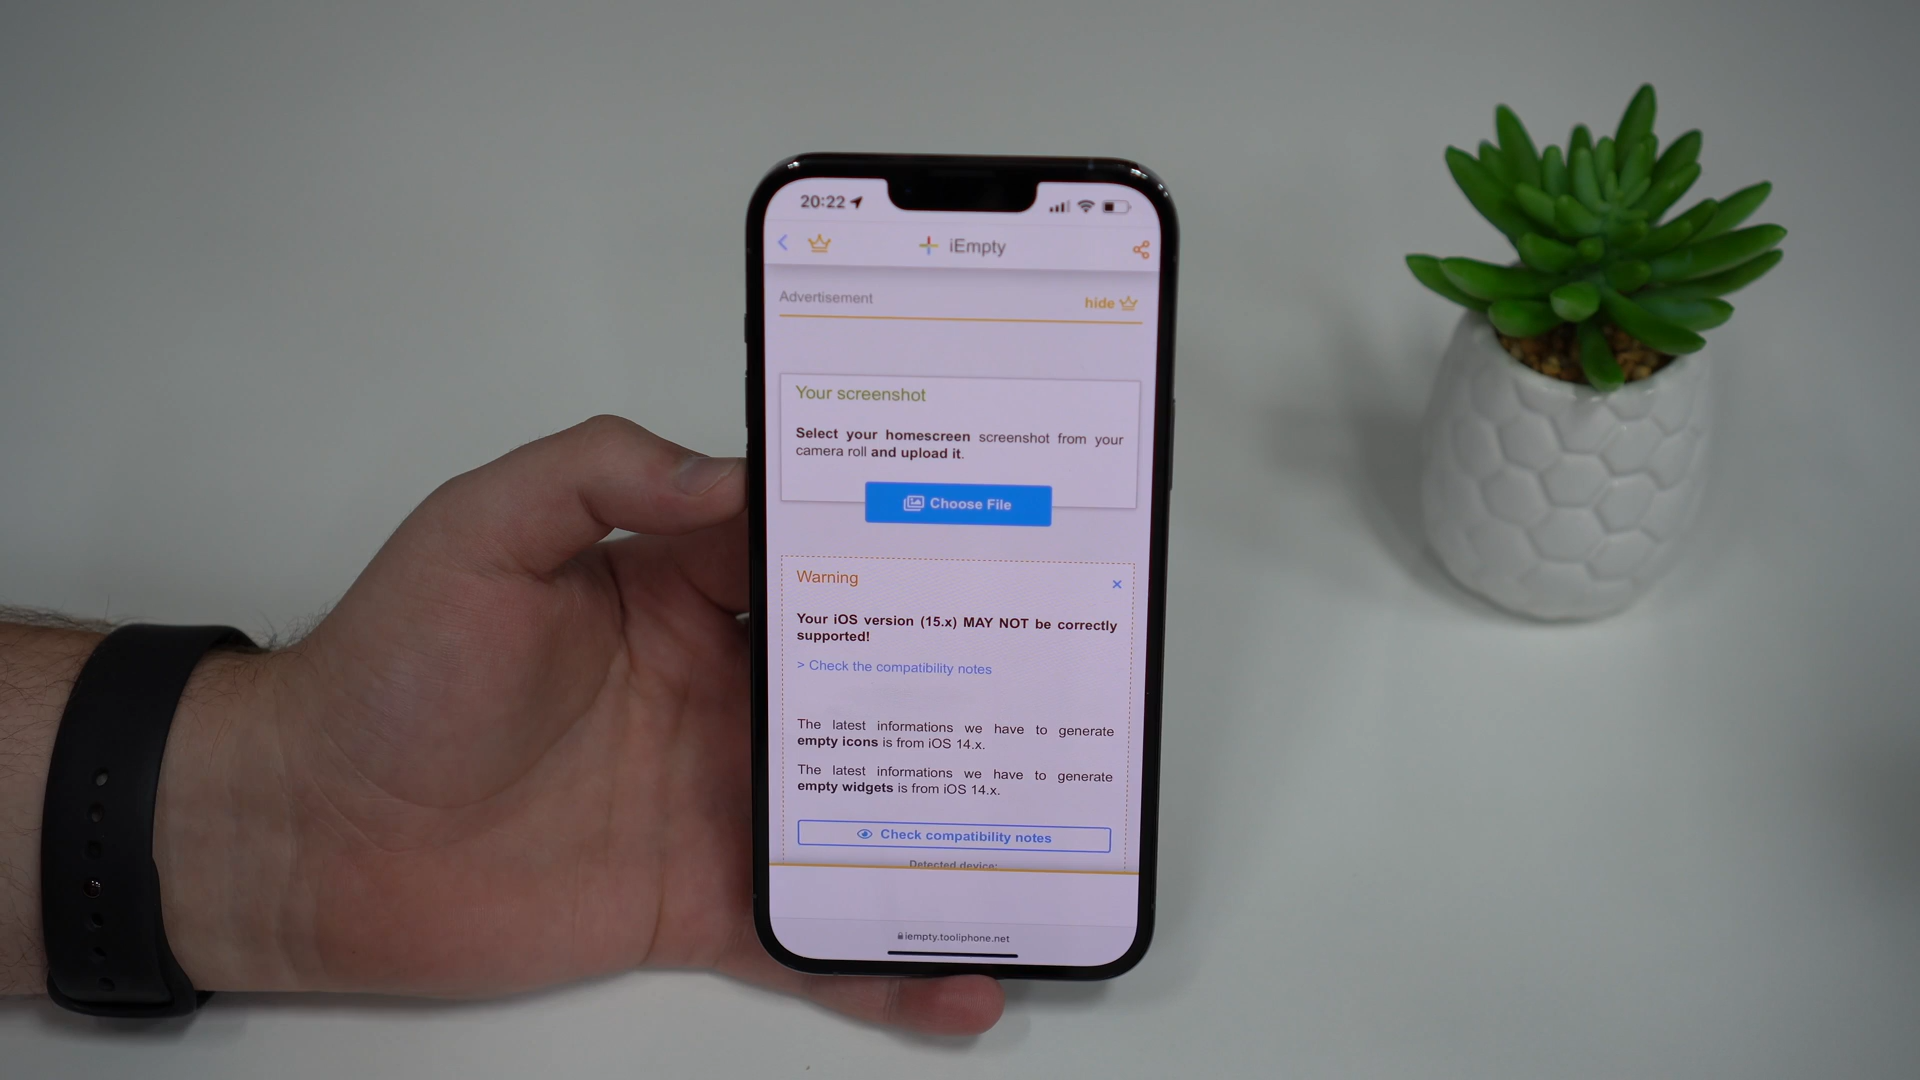 20:22
iEmpty
Advertisement
hide
Your screenshot
Select your homescreen screenshot from your
camera roll and upload it.
Choose File
Warning
Your iOS version (15.x) MAY NOT be correctly
supported!
> Check the compatibility notes
The latest informations we have to generate
empty icons is from iOS 14.x.
The latest informations we have to generate
empty widgets is from iOS 14.x.
Check compatibility notes
Detected device:
iempty.tooliphone.net